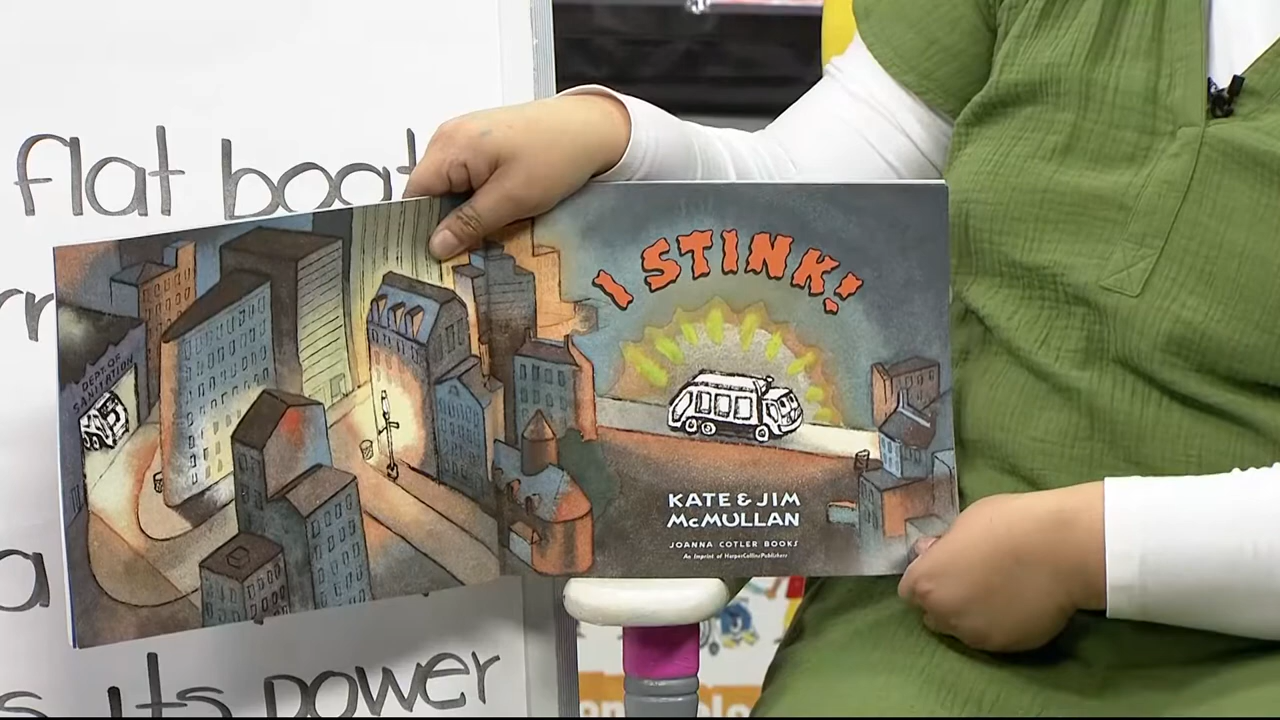 flat boat
DEPT. OF
SANITATION
I STINK!
KATE & JIM
McMULLAN
JOANNA COTLER BOOKS
An Imprint of HarperCollinsPublishers
a
its power